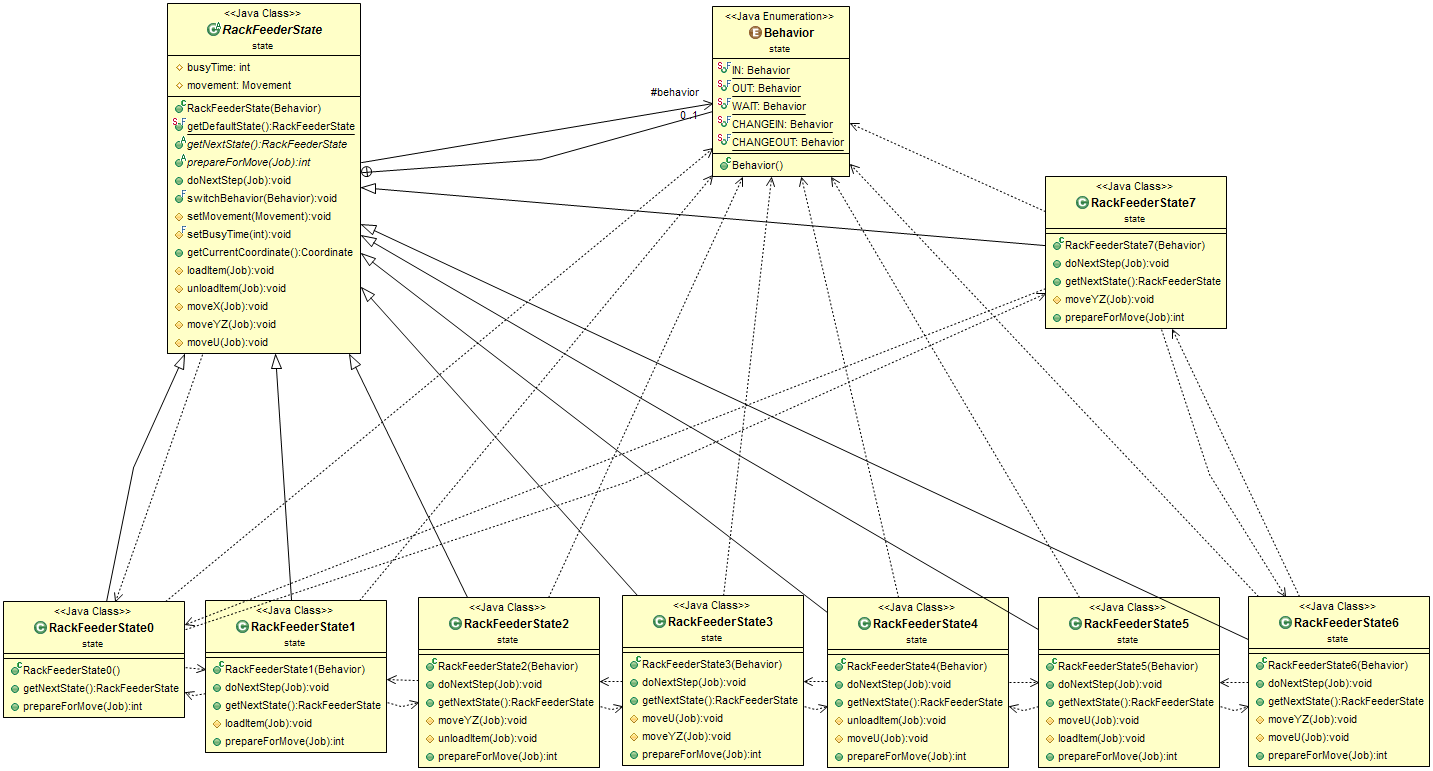 <<Java Class>>
RackFeederState
state
busyTime: int
movement: Movement
RackFeederState(Behavior)
getDefaultState():RackFeederState
getNextState():RackFeederState
prepareForMove(Job):int
doNextStep(Job):void
switchBehavior(Behavior):void
setMovement(Movement):void
setBusyTime(int):void
getCurrentCoordinate():Coordinate
loadItem(Job):void
unloadItem(Job):void
moveX(Job):void
moveYZ(Job):void
moveU(Job):void
#behavior
0..1
<<Java Enumeration>>
Behavior
state
IN: Behavior
OUT: Behavior
WAIT: Behavior
CHANGEIN: Behavior
CHANGEOUT: Behavior
Behavior()
<<Java Class>>
RackFeederState7
state
RackFeederState7(Behavior)
doNextStep(Job):void
getNextState():RackFeederState
moveYZ(Job):void
prepareForMove(Job):int
<<Java Class>>
RackFeederState0
state
RackFeederState0()
getNextState():RackFeederState
prepareForMove(Job):int
<<Java Class>>
RackFeederState1
state
RackFeederState1(Behavior)
doNextStep(Job):void
getNextState():RackFeederState
loadItem(Job):void
prepareForMove(Job):int
<<Java Class>>
RackFeederState2
state
RackFeederState2(Behavior)
doNextStep(Job):void
getNextState():RackFeederState
moveYZ(Job):void
unloadItem(Job):void
prepareForMove(Job):int
<<Java Class>>
RackFeederState3
state
RackFeederState3(Behavior)
doNextStep(Job):void
getNextState():RackFeederState
moveU(Job):void
moveYZ(Job):void
prepareForMove(Job):int
<<Java Class>>
RackFeederState4
state
RackFeederState4(Behavior)
doNextStep(Job):void
getNextState():RackFeederState
unloadItem(Job):void
moveU(Job):void
prepareForMove(Job):int
<<Java Class>>
RackFeederState5
state
RackFeederState5(Behavior)
doNextStep(Job):void
getNextState():RackFeederState
moveU(Job):void
loadItem(Job):void
prepareForMove(Job):int
<<Java Class>>
RackFeederState6
state
RackFeederState6(Behavior)
doNextStep(Job):void
getNextState():RackFeederState
moveYZ(Job):void
moveU(Job):void
prepareForMove(Job):int